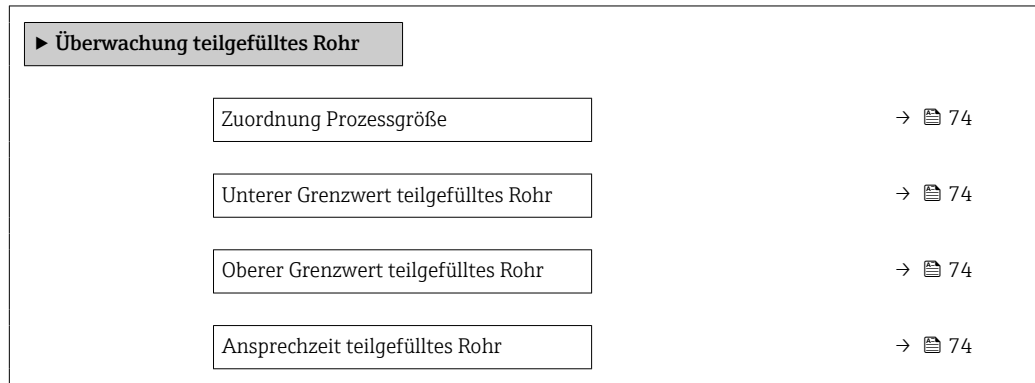 ▶ Überwachung teilgefülltes Rohr
Zuordnung Prozessgröße → 74
Unterer Grenzwert teilgefülltes Rohr → 74
Oberer Grenzwert teilgefülltes Rohr → 74
Ansprechzeit teilgefülltes Rohr → 74